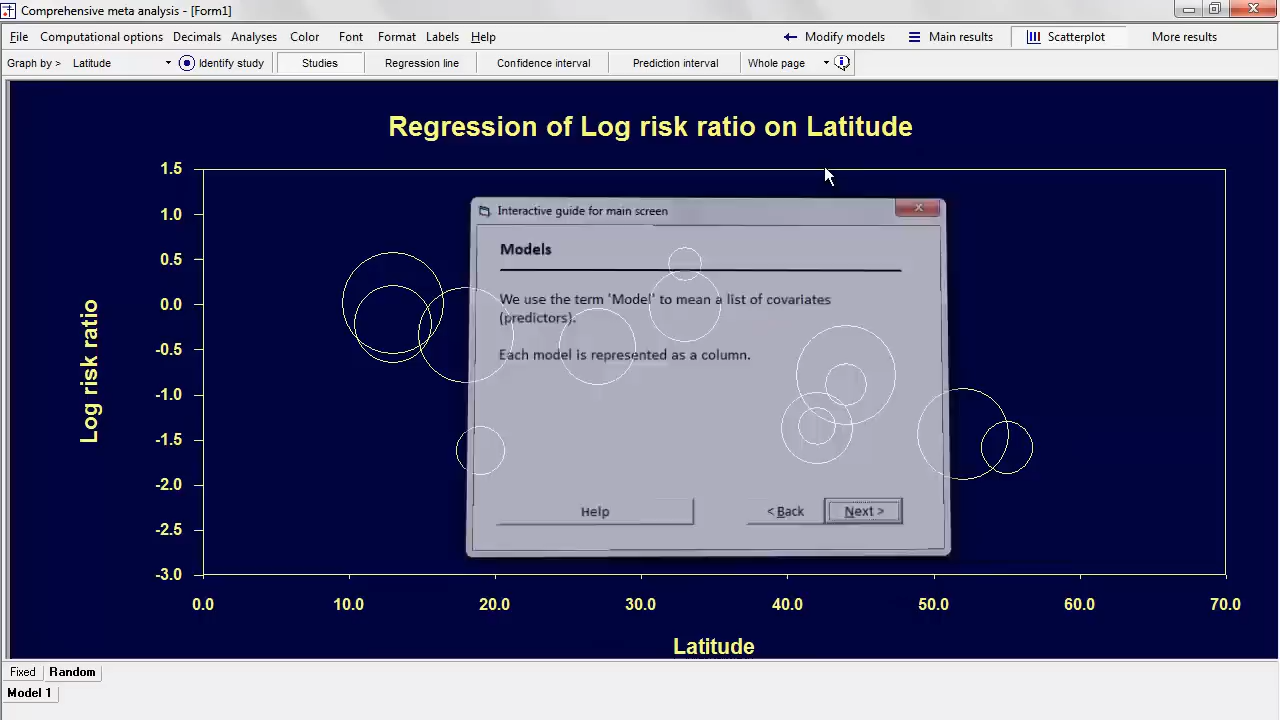 Comprehensive meta analysis - [Form1]
File Computational options Decimals Analyses Color Font Format Labels Help Modify models Main results Scatterplot More results
Graph by > Latitude Identify study Studies Regression line Confidence interval Prediction interval Whole page
Regression of Log risk ratio on Latitude
1.5
1.0
0.5
0.0
-0.5
-1.0
-1.5
-2.0
-2.5
-3.0
Log risk ratio
Interactive guide for main screen
Models
We use the term 'Model' to mean a list of covariates
(predictors).
Each model is represented as a column.
Help < Back Next >
0.0 10.0 20.0 30.0 40.0 50.0 60.0 70.0
Latitude
Fixed Random
Model 1